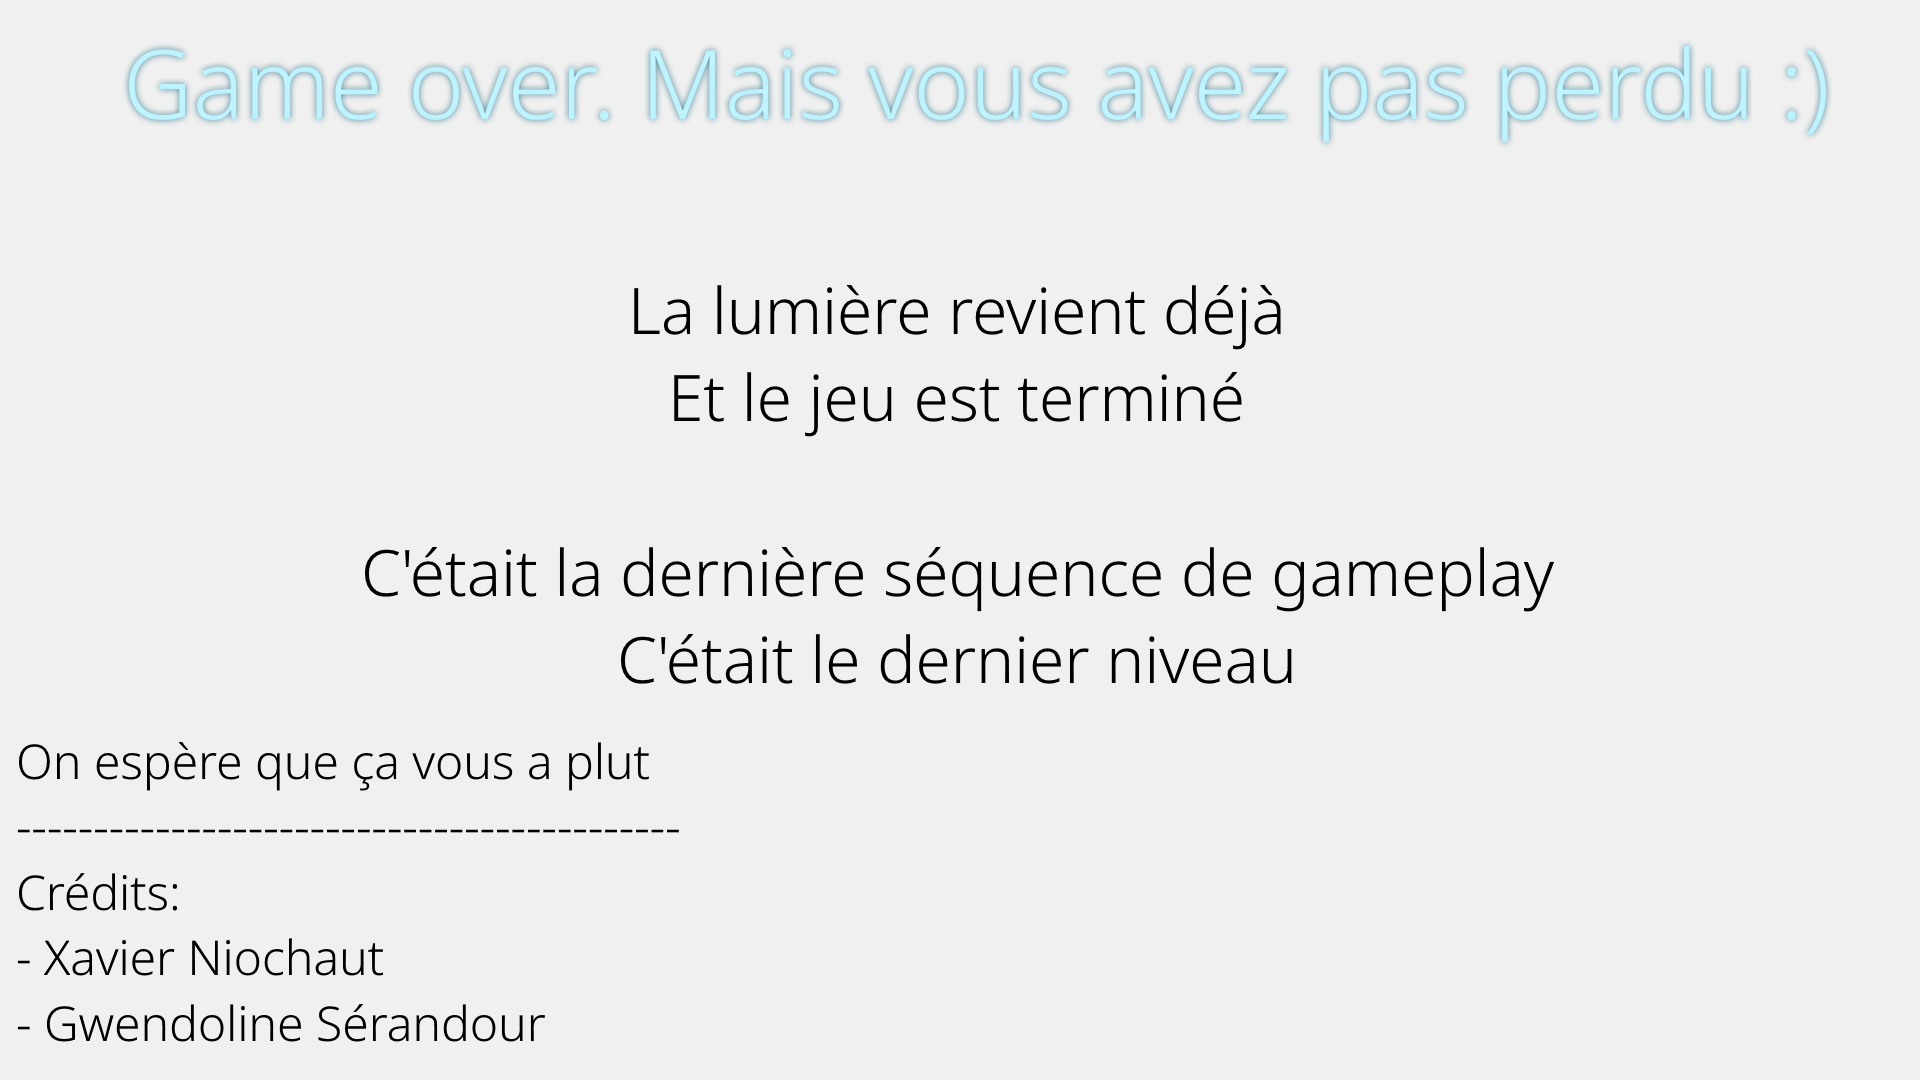 Game over. Mais vous avez pas perdu :)
La lumière revient déjà
Et le jeu est terminé
C'était la dernière séquence de gameplay
C'était le dernier niveau
On espère que ça vous a plut
-------------------------------------------
Crédits:
- Xavier Niochaut
- Gwendoline Sérandour